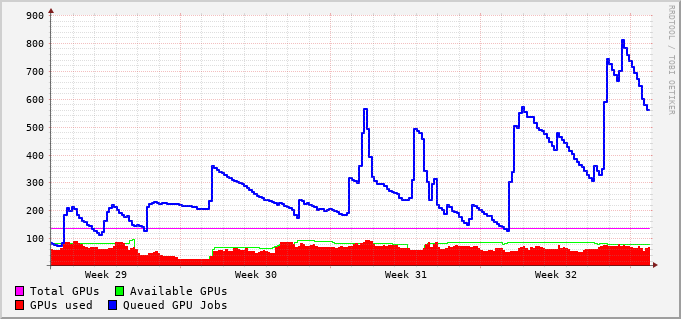 900
800
700
600
500
400
300
200
100
Week 29 Week 30 Week 31 Week 32
Total GPUs Available GPUs
GPUs used Queued GPU Jobs
RRDTOOL / TOBI OETIKER